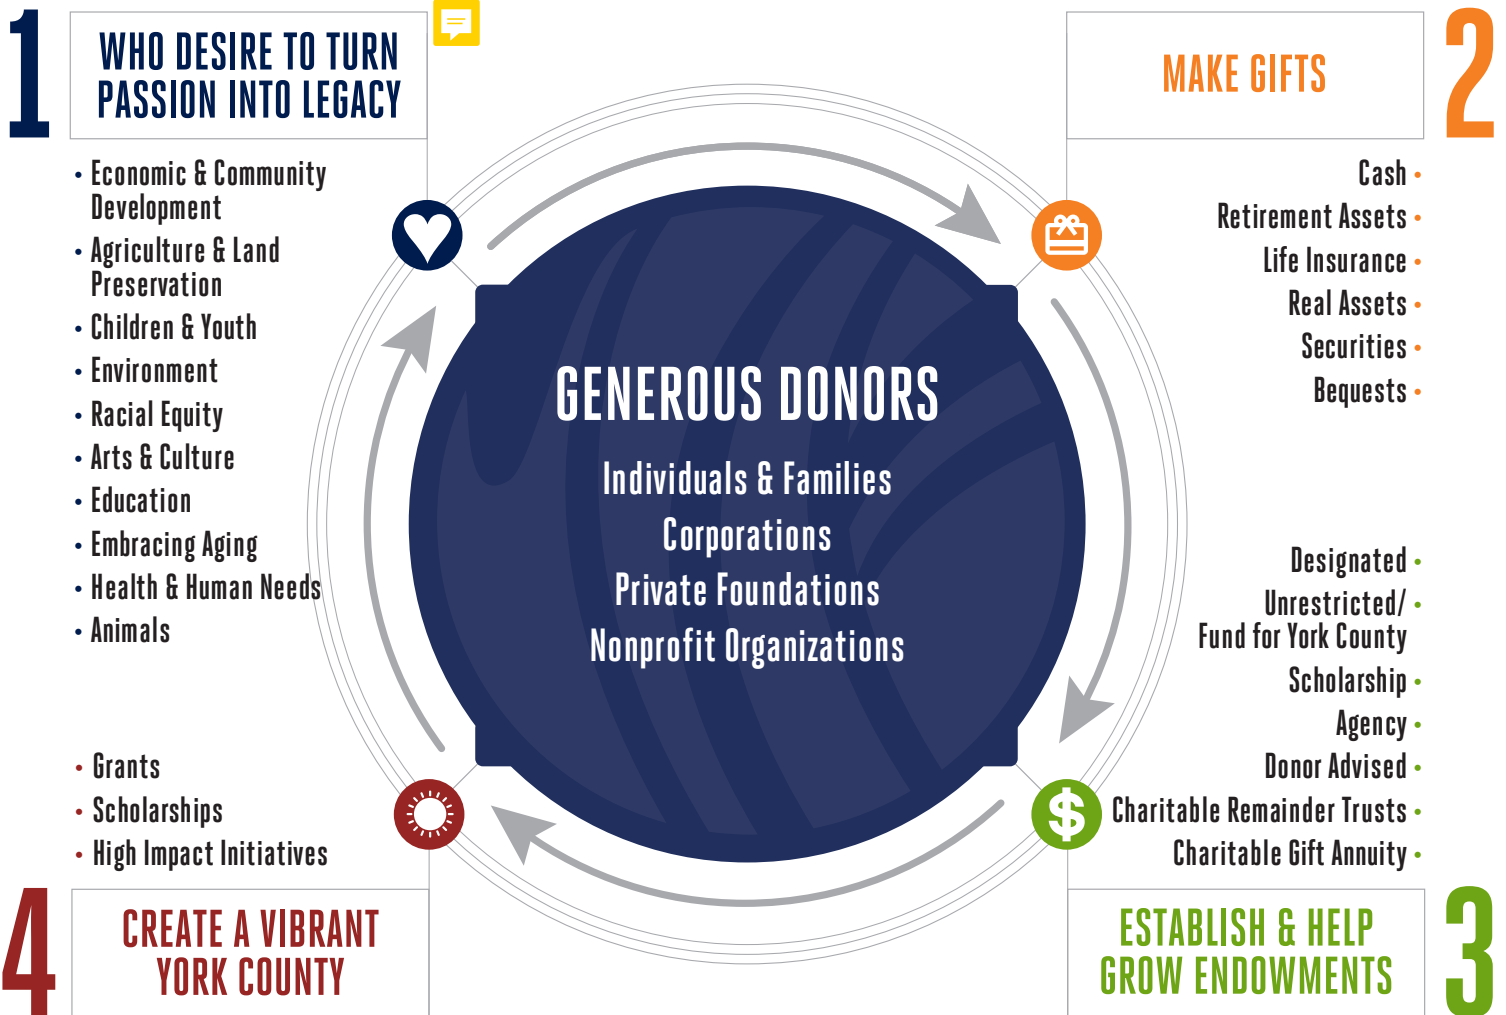 1
WHO DESIRE TO TURN
PASSION INTO LEGACY
• Economic & Community
Development
• Agriculture & Land
Preservation
• Children & Youth
• Environment
• Racial Equity
• Arts & Culture
• Education
• Embracing Aging
• Health & Human Needs
• Animals
2
MAKE GIFTS
Cash •
Retirement Assets •
Life Insurance •
Real Assets •
Securities •
Bequests •
GENEROUS DONORS
Individuals & Families
Corporations
Private Foundations
Nonprofit Organizations
Designated •
Unrestricted/ •
Fund for York County
Scholarship •
Agency •
Donor Advised •
Charitable Remainder Trusts •
Charitable Gift Annuity •
$
ESTABLISH & HELP
GROW ENDOWMENTS
3
• Grants
• Scholarships
• High Impact Initiatives
4
CREATE A VIBRANT
YORK COUNTY